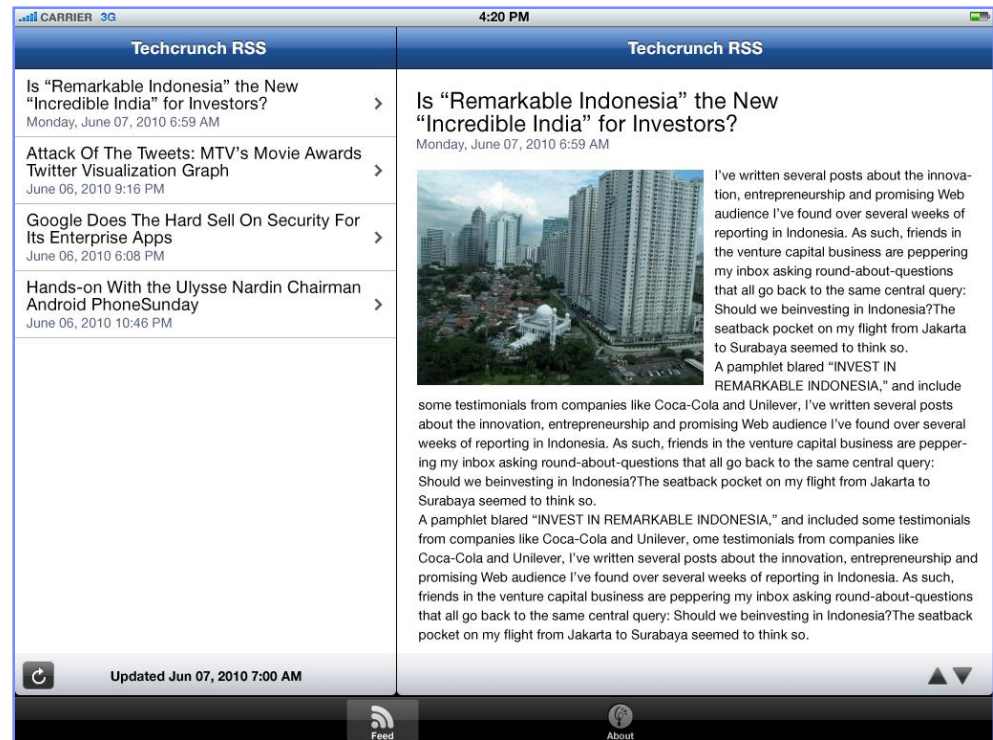 CARRIER 3G
4:20 PM
Techcrunch RSS
Techcrunch RSS
Is “Remarkable Indonesia” the New
“Incredible India” for Investors?
Monday, June 07, 2010 6:59 AM
Attack Of The Tweets: MTV’s Movie Awards
Twitter Visualization Graph
June 06, 2010 9:16 PM
Google Does The Hard Sell On Security For
Its Enterprise Apps
June 06, 2010 6:08 PM
Hands-on With the Ulysse Nardin Chairman
Android PhoneSunday
June 06, 2010 10:46 PM
Updated Jun 07, 2010 7:00 AM
Is “Remarkable Indonesia” the New
“Incredible India” for Investors?
Monday, June 07, 2010 6:59 AM
I’ve written several posts about the innova-
tion, entrepreneurship and promising Web
audience I’ve found over several weeks of
reporting in Indonesia. As such, friends in
the venture capital business are peppering
my inbox asking round-about-questions
that all go back to the same central query:
Should we beinvesting in Indonesia?The
seatback pocket on my flight from Jakarta
to Surabaya seemed to think so.
A pamphlet blared “INVEST IN
REMARKABLE INDONESIA,” and include
some testimonials from companies like Coca-Cola and Unilever, I’ve written several posts
about the innovation, entrepreneurship and promising Web audience I’ve found over several
weeks of reporting in Indonesia. As such, friends in the venture capital business are pepper-
ing my inbox asking round-about-questions that all go back to the same central query:
Should we beinvesting in Indonesia?The seatback pocket on my flight from Jakarta to
Surabaya seemed to think so.
A pamphlet blared “INVEST IN REMARKABLE INDONESIA,” and included some testimonials
from companies like Coca-Cola and Unilever, ome testimonials from companies like
Coca-Cola and Unilever, I’ve written several posts about the innovation, entrepreneurship and
promising Web audience I’ve found over several weeks of reporting in Indonesia. As such,
friends in the venture capital business are peppering my inbox asking round-about-questions
that all go back to the same central query: Should we beinvesting in Indonesia?The seatback
pocket on my flight from Jakarta to Surabaya seemed to think so.
Feed
About